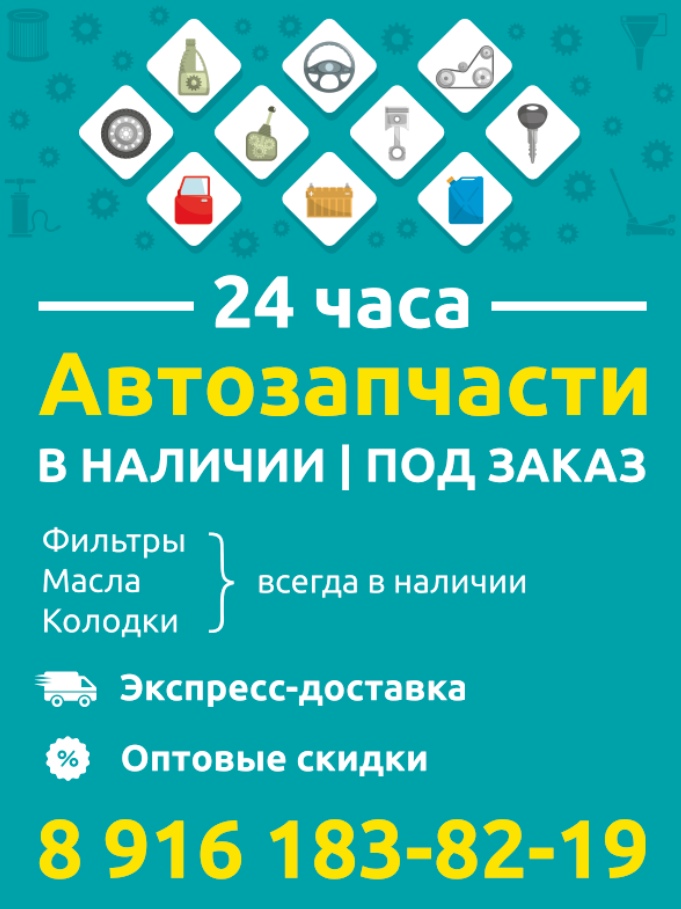 24 часа
Автозапчасти
В НАЛИЧИИ | ПОД ЗАКАЗ
Фильтры
Масла
Колодки
всегда в наличии
Экспресс-доставка
% Оптовые скидки
8 916 183-82-19